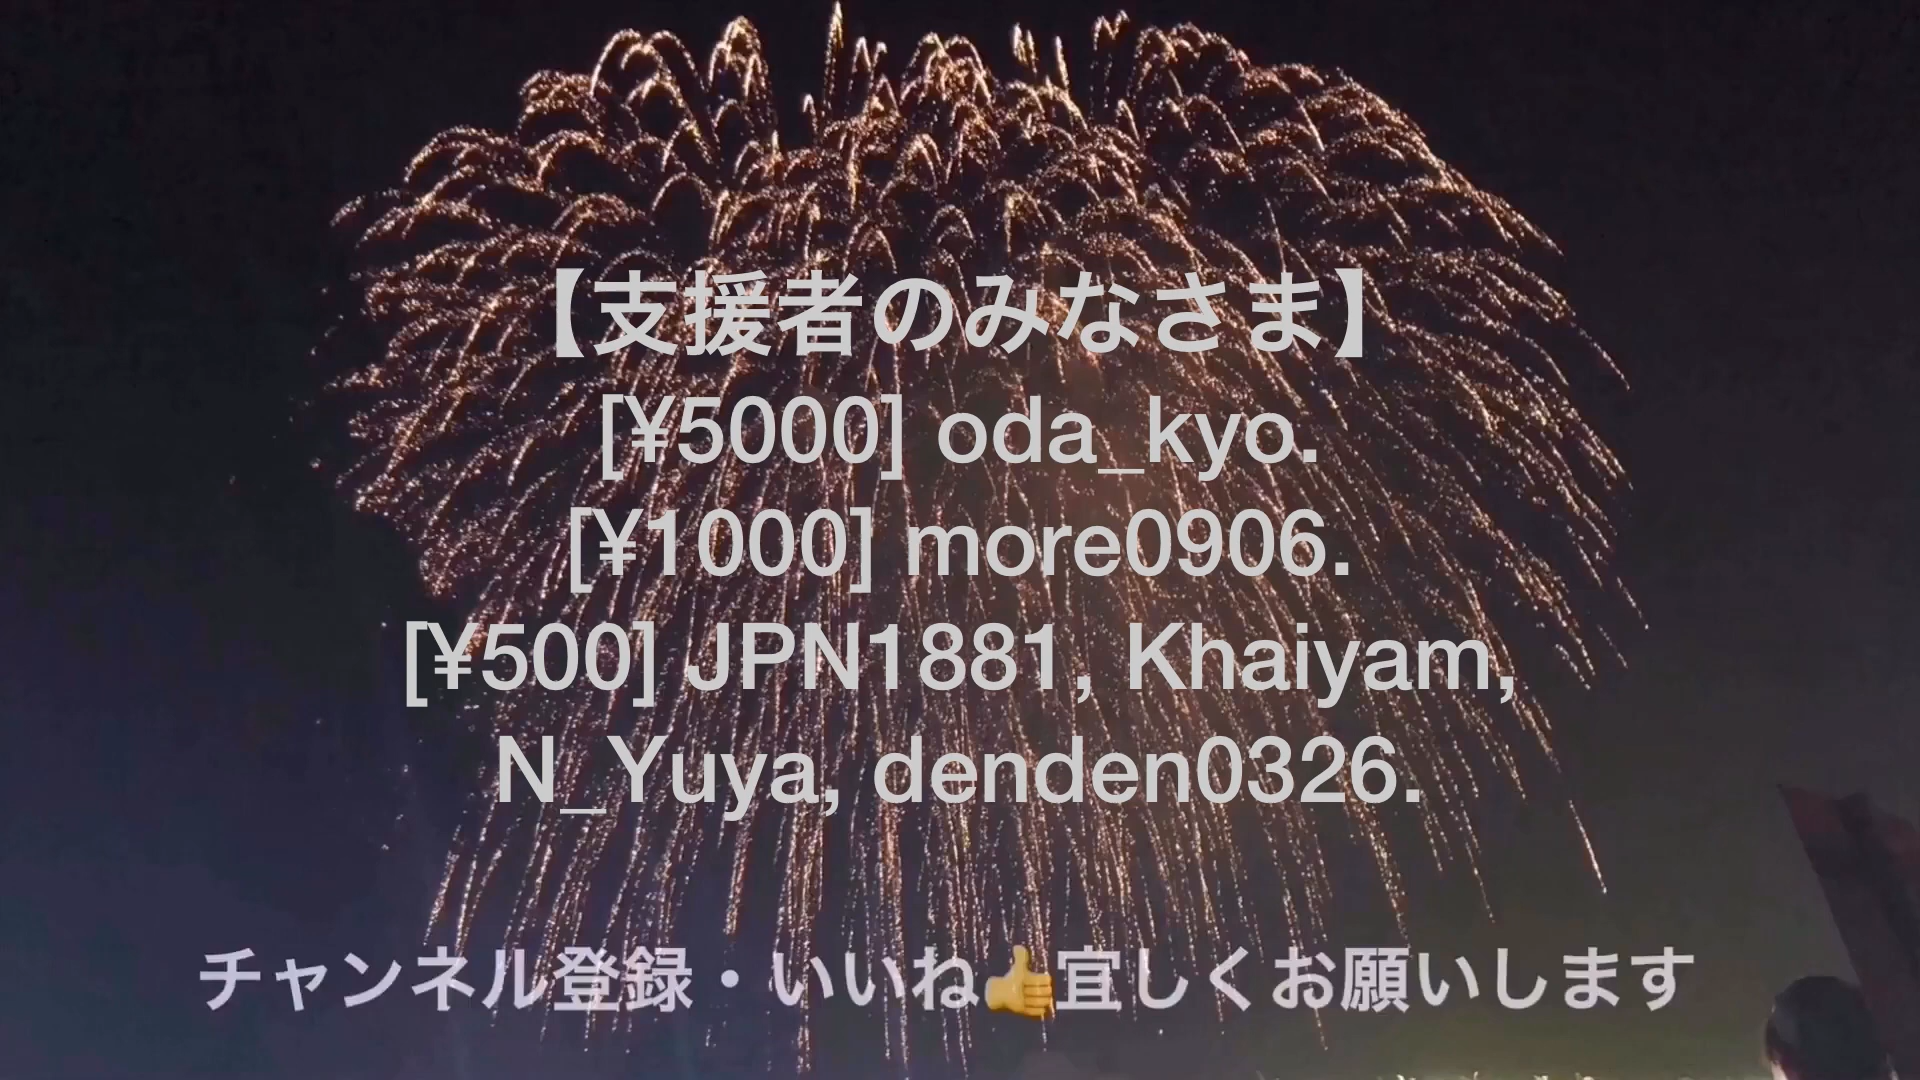 【支援者のみなさま】
[¥5000] oda_kyo.
[¥1000] more0906.
[¥500] JPN1881, Khaiyam,
N_Yuya, denden0326.
チャンネル登録・いいね👍宜しくお願いします